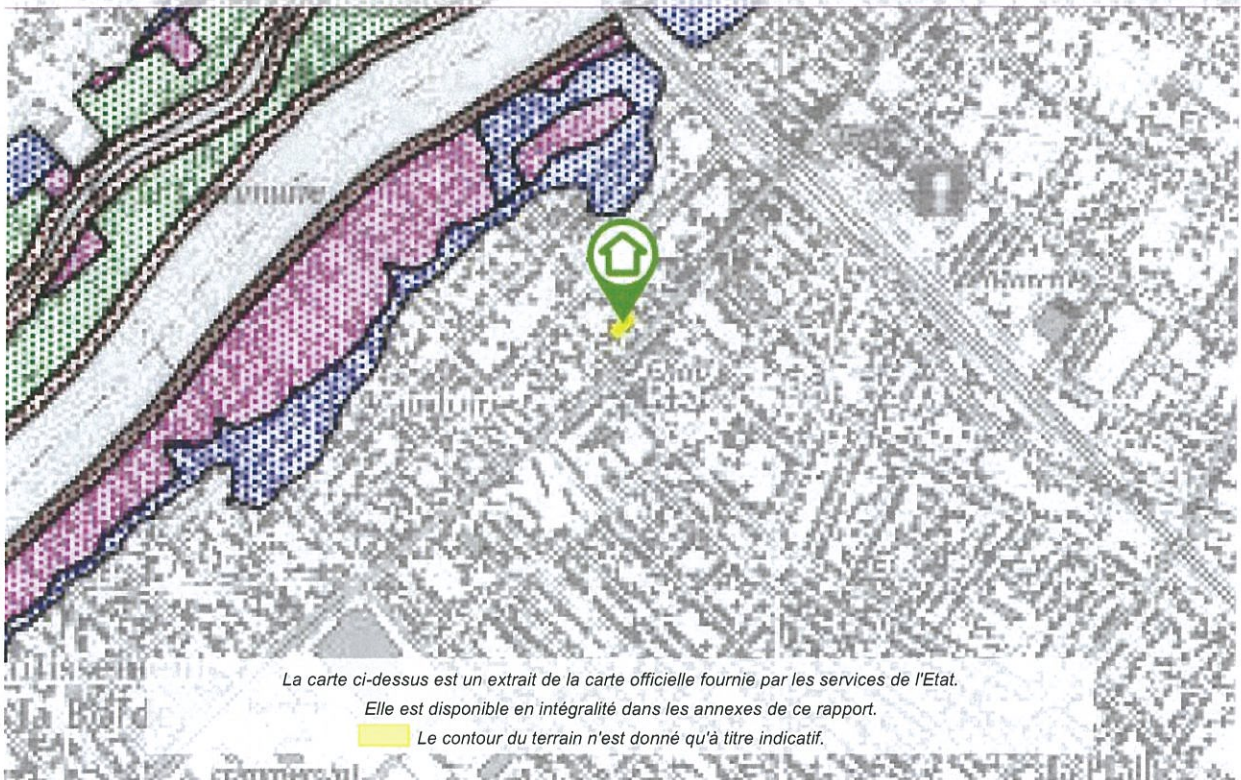 La carte ci-dessus est un extrait de la carte officielle fournie par les services de l'Etat.
Elle est disponible en intégralité dans les annexes de ce rapport.
Le contour du terrain n'est donné qu'à titre indicatif.